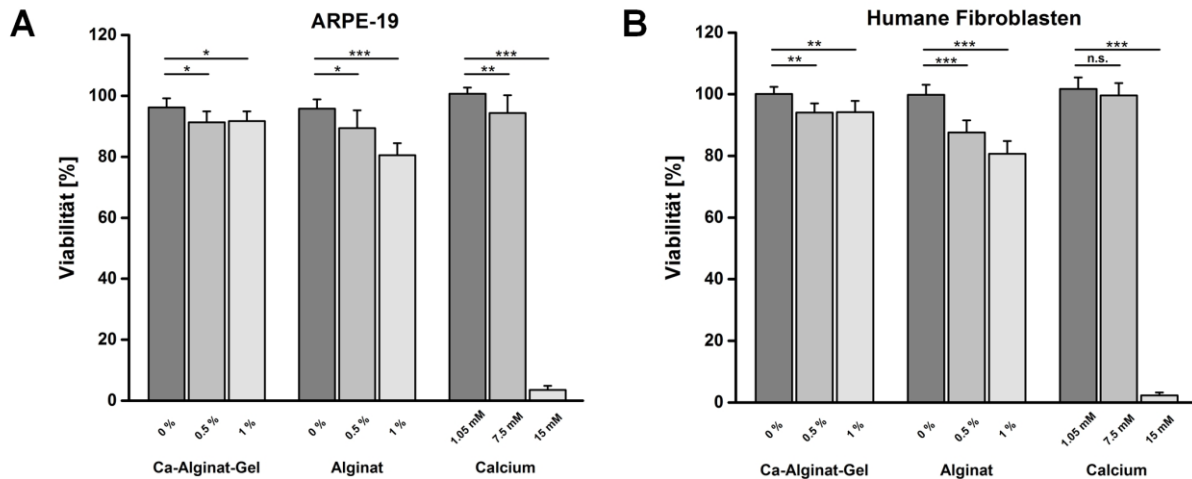 A
ARPE-19
Viabilität [%]
120
100
80
60
40
20
0
* * * *** ** ***
0 % 0.5 % 1 % 0 % 0.5 % 1 % 1.05 mM 7.5 mM 15 mM
Ca-Alginat-Gel Alginat Calcium
B
Humane Fibroblasten
Viabilität [%]
120
100
80
60
40
20
0
** ** *** *** n.s. ***
0 % 0.5 % 1 % 0 % 0.5 % 1 % 1.05 mM 7.5 mM 15 mM
Ca-Alginat-Gel Alginat Calcium